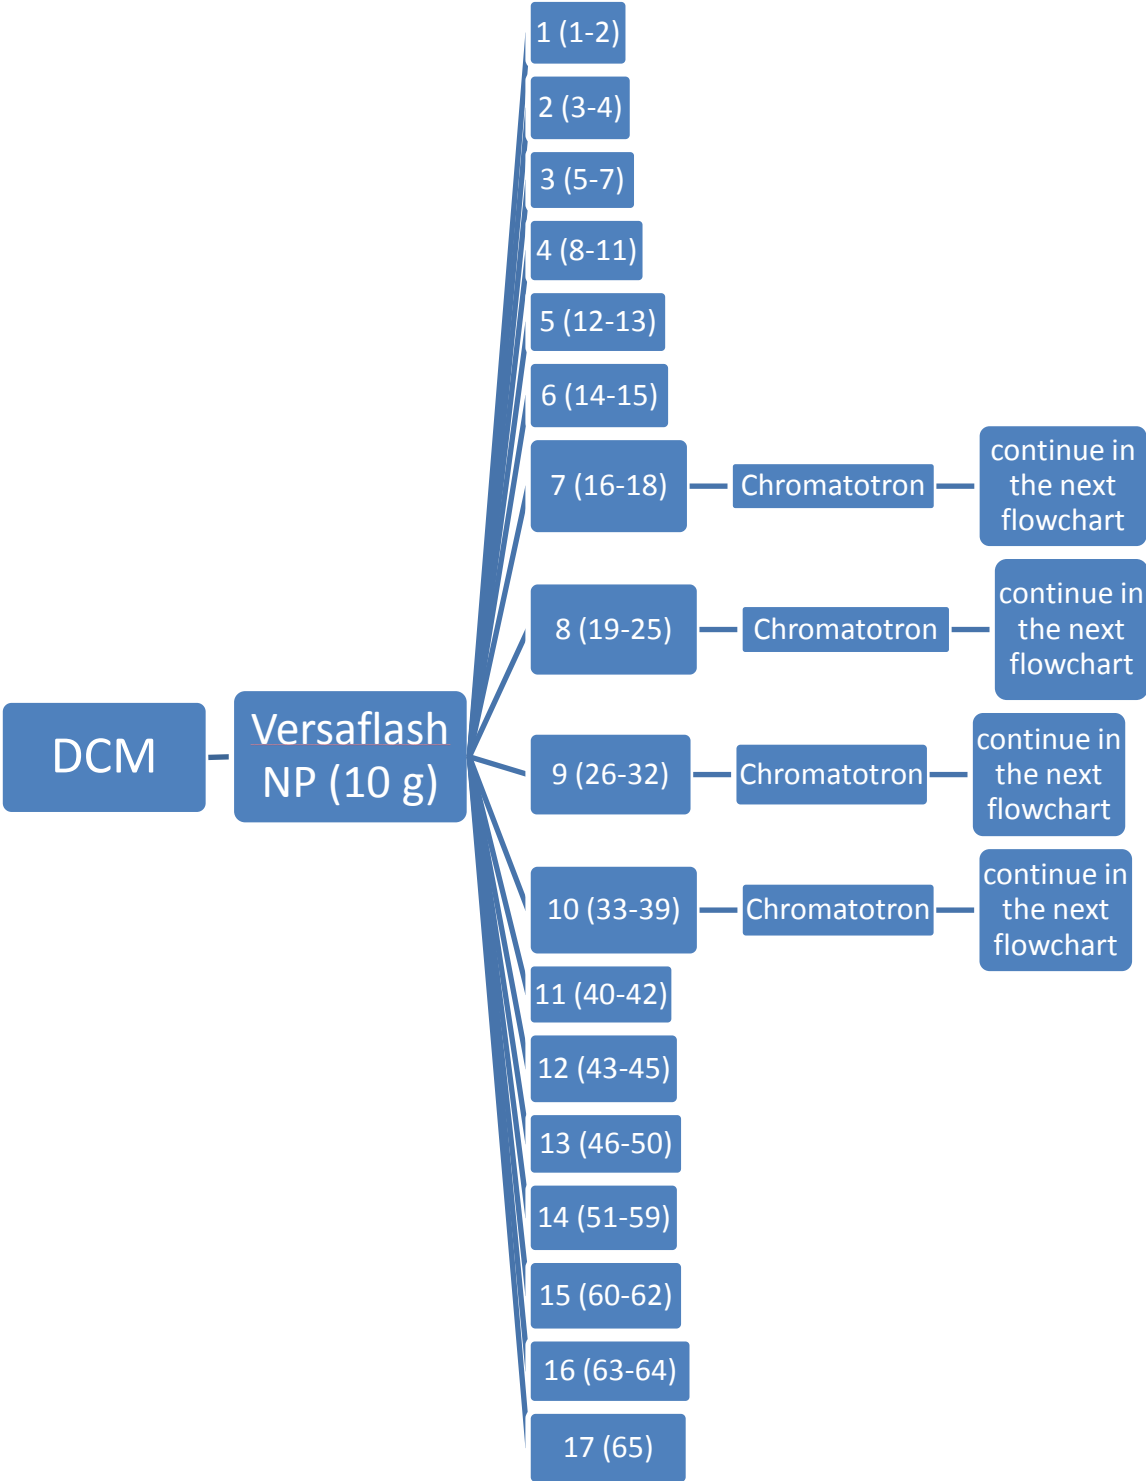 DCM
Versaflash
NP (10 g)
1 (1-2)
2 (3-4)
3 (5-7)
4 (8-11)
5 (12-13)
6 (14-15)
7 (16-18)
Chromatotron
continue in
the next
flowchart
8 (19-25)
Chromatotron
continue in
the next
flowchart
9 (26-32)
Chromatotron
continue in
the next
flowchart
10 (33-39)
Chromatotron
continue in
the next
flowchart
11 (40-42)
12 (43-45)
13 (46-50)
14 (51-59)
15 (60-62)
16 (63-64)
17 (65)